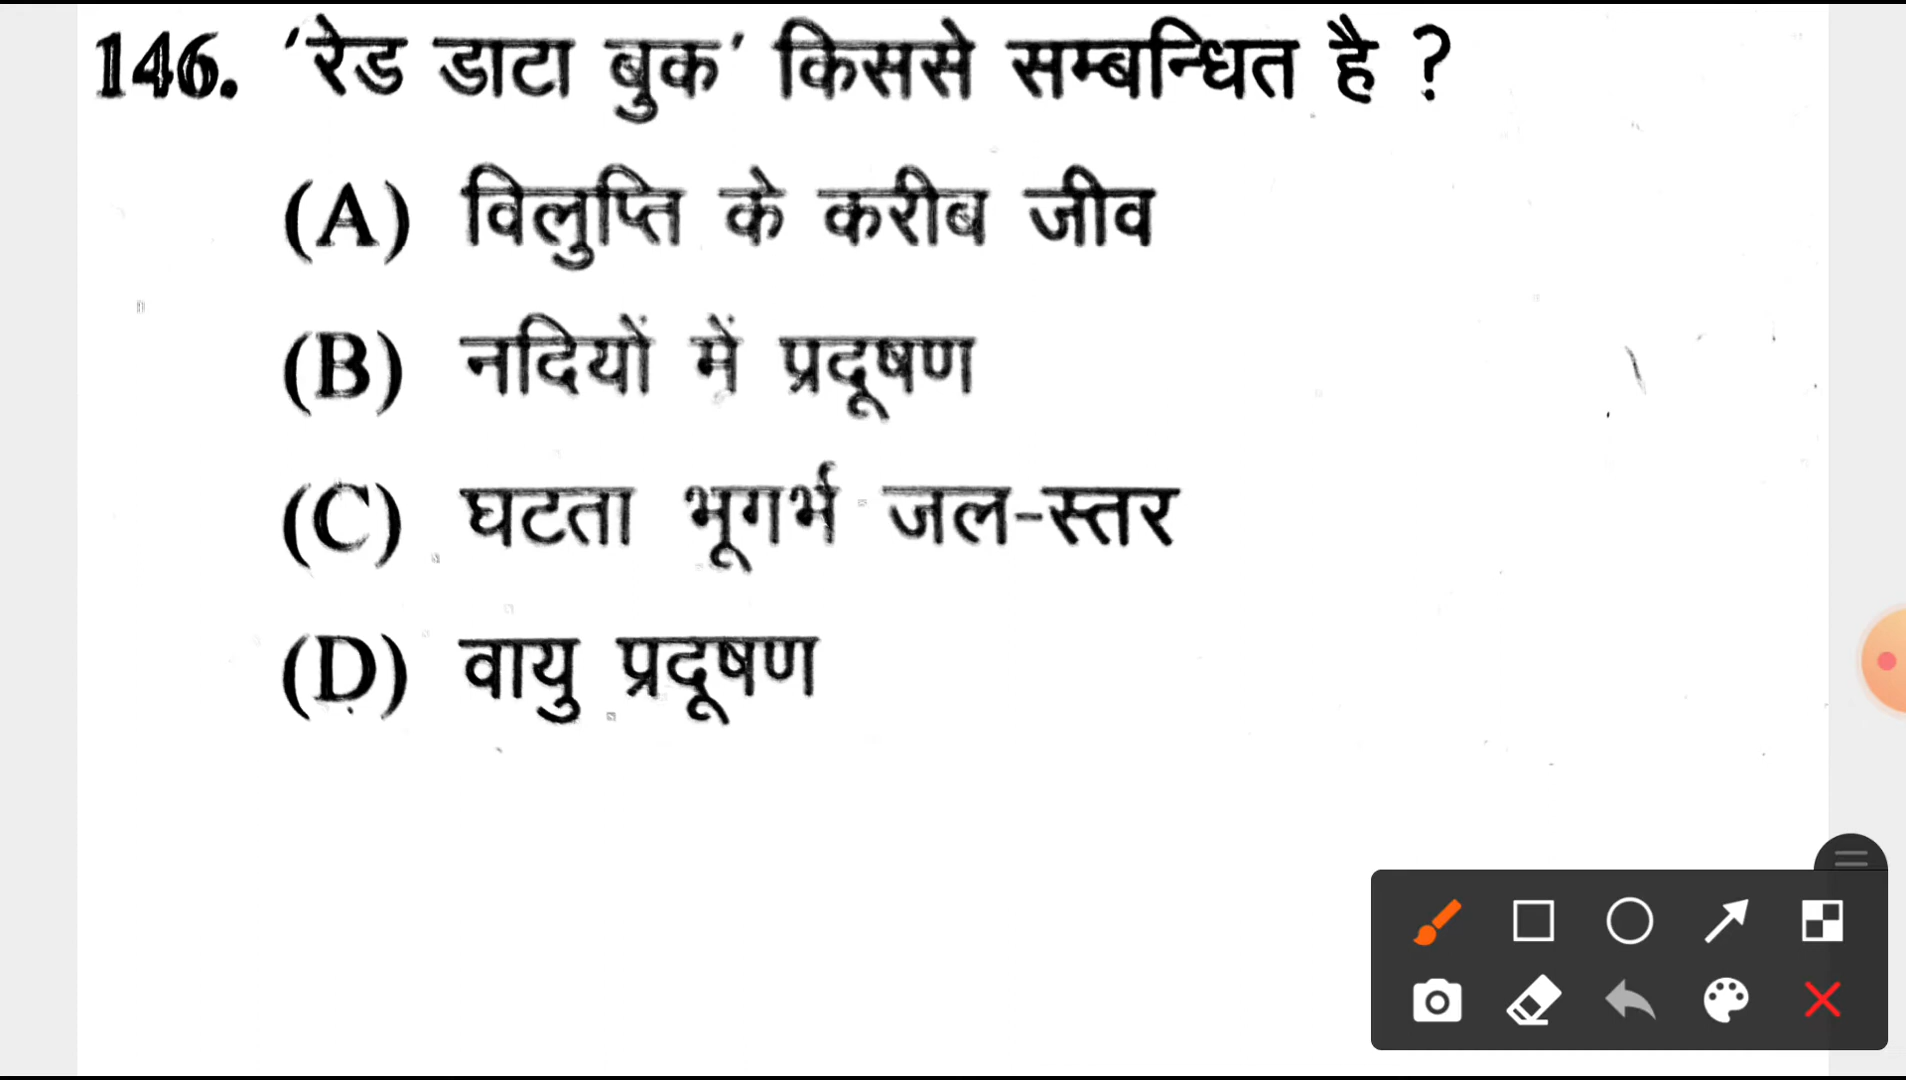 146. ‘रेड डाटा बुक’ किससे सम्बन्धित है ?
(A) विलुप्ति के करीब जीव
(B) नदियों में प्रदूषण
(C) घटता भूगर्भ जल-स्तर
(D) वायु प्रदूषण